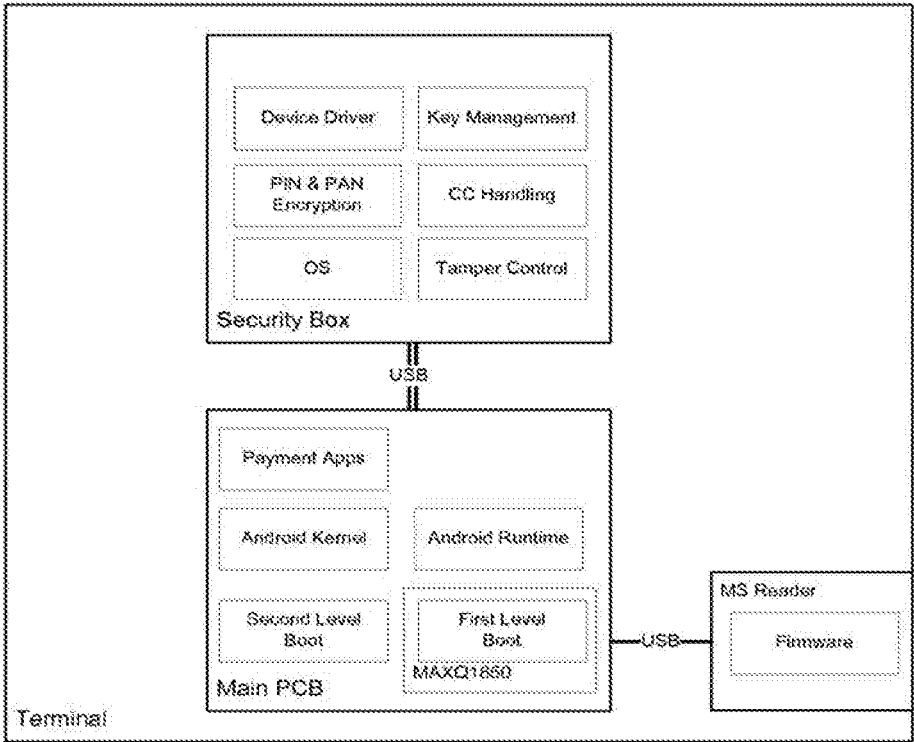 Device Driver
Key Management
PIN & PAN
Encryption
CC Handling
OS
Tamper Control
Security Box
USB
Payment Apps
Android Kernel
Android Runtime
Second Level
Boot
First Level
Boot
MAXQ1850
Main PCB
USB
MS Reader
Firmware
Terminal